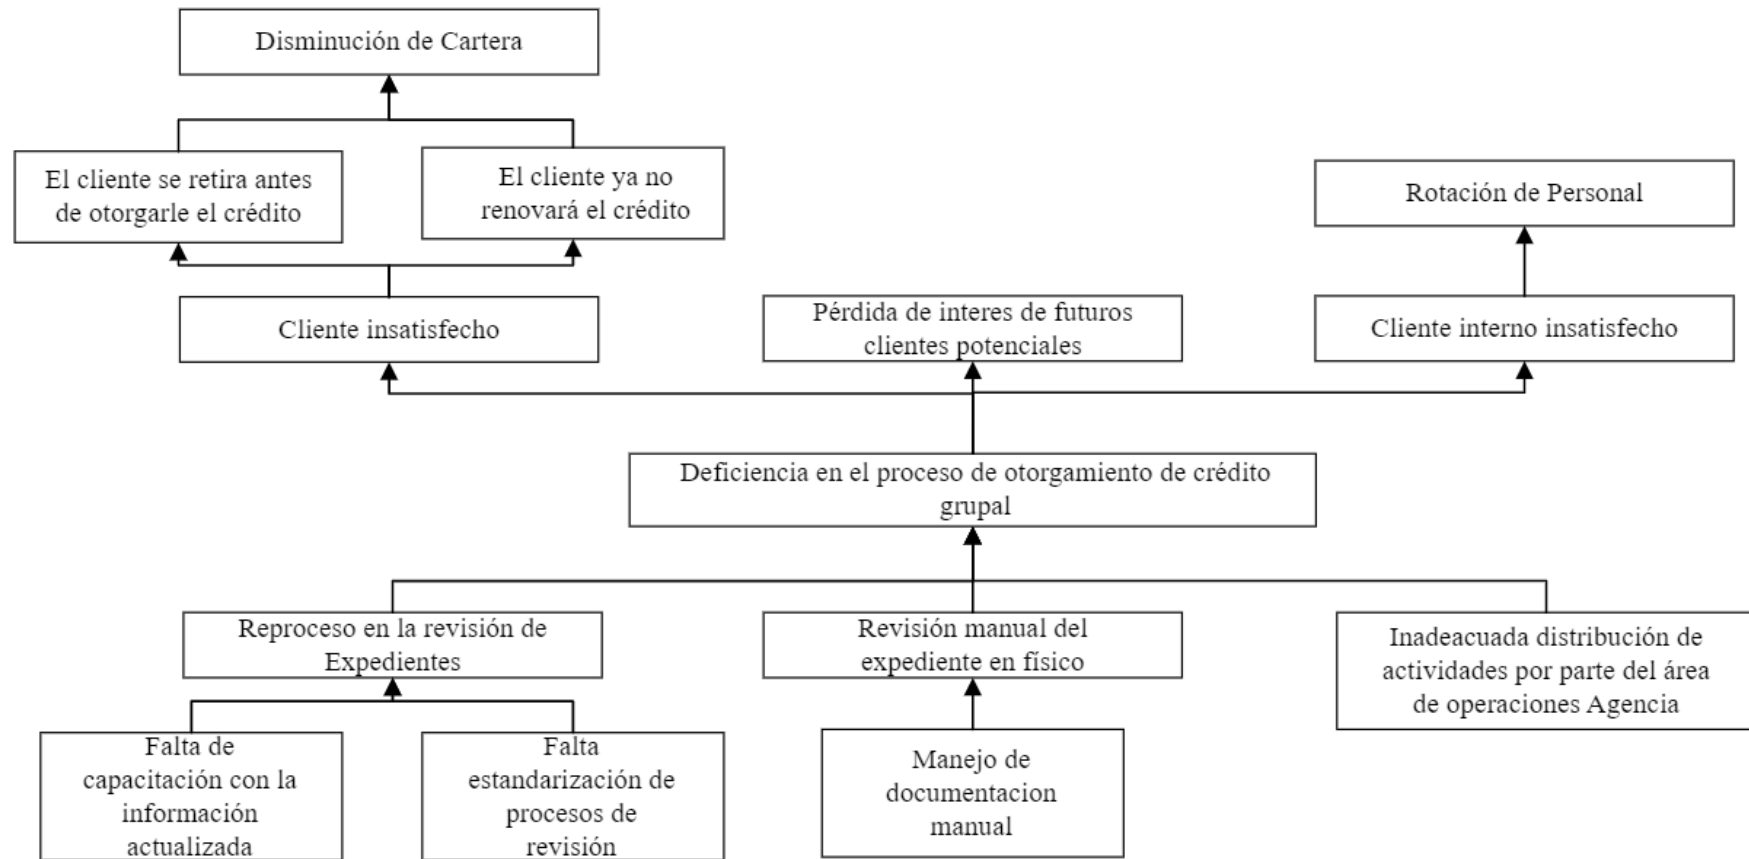 Disminución de Cartera
El cliente se retira antes
de otorgarle el crédito
El cliente ya no
renovará el crédito
Rotación de Personal
Cliente insatisfecho
Pérdida de interes de futuros
clientes potenciales
Cliente interno insatisfecho
Deficiencia en el proceso de otorgamiento de crédito
grupal
Reproceso en la revisión de
Expedientes
Revisión manual del
expediente en físico
Inadeacuada distribución de
actividades por parte del área
de operaciones Agencia
Falta de
capacitación con la
información
actualizada
Falta
estandarización de
procesos de
revisión
Manejo de
documentacion
manual